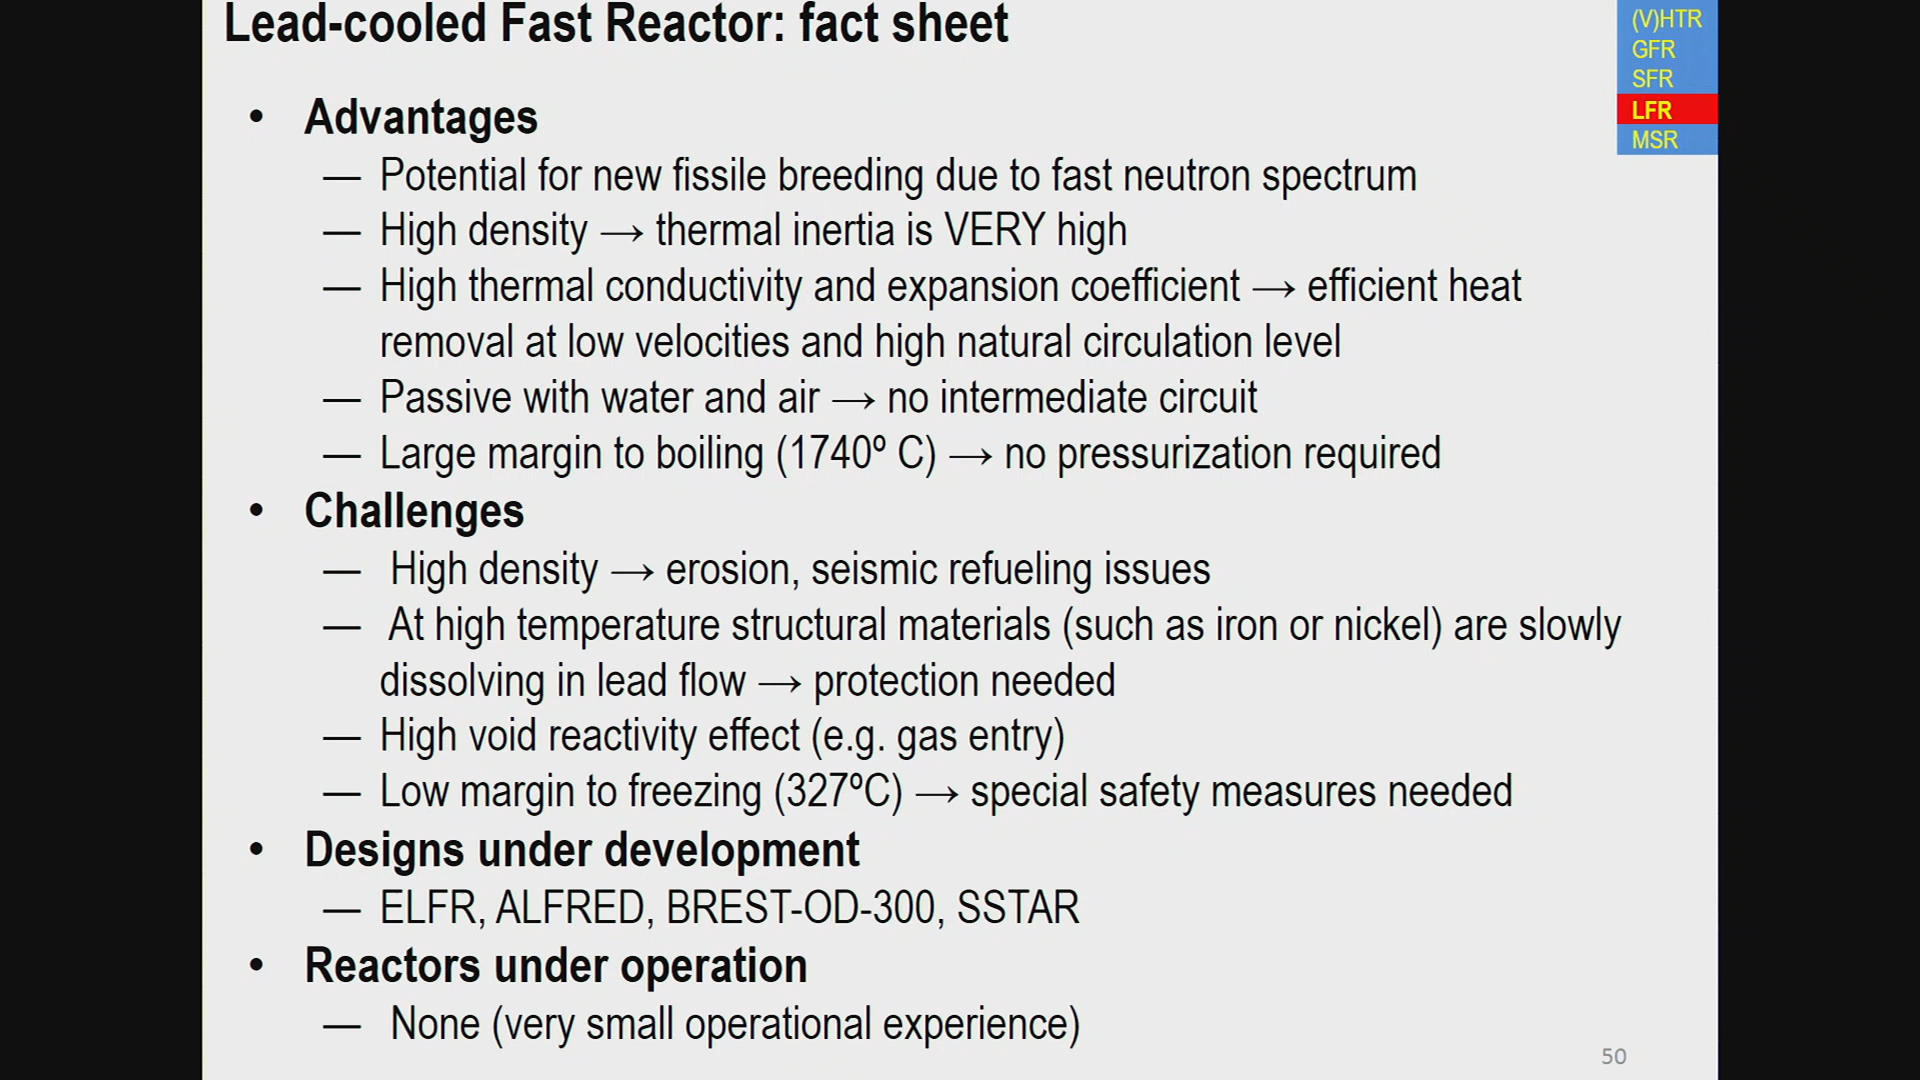 Lead-cooled Fast Reactor: fact sheet
(V)HTR
GFR
SFR
LFR
MSR
• Advantages
— Potential for new fissile breeding due to fast neutron spectrum
— High density → thermal inertia is VERY high
— High thermal conductivity and expansion coefficient → efficient heat
removal at low velocities and high natural circulation level
— Passive with water and air → no intermediate circuit
— Large margin to boiling (1740º C) → no pressurization required
• Challenges
— High density → erosion, seismic refueling issues
— At high temperature structural materials (such as iron or nickel) are slowly
dissolving in lead flow → protection needed
— High void reactivity effect (e.g. gas entry)
— Low margin to freezing (327ºC) → special safety measures needed
• Designs under development
— ELFR, ALFRED, BREST-OD-300, SSTAR
• Reactors under operation
— None (very small operational experience)
50